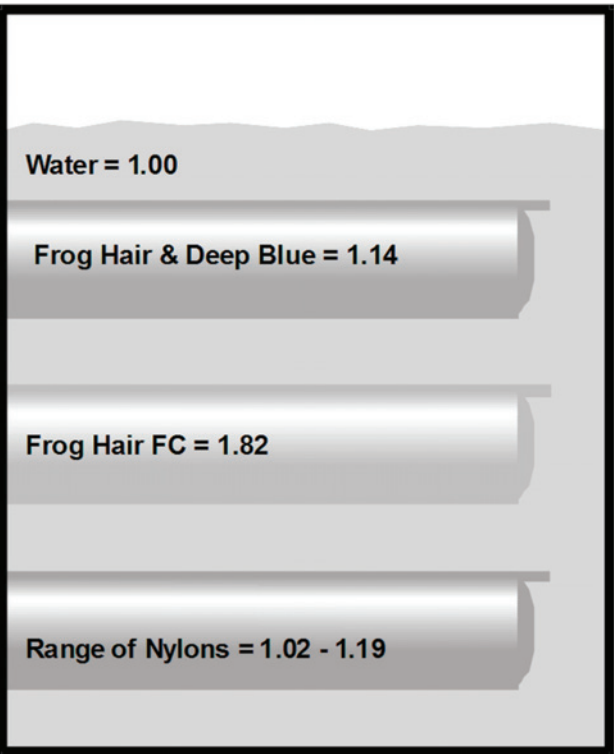 Water = 1.00
Frog Hair & Deep Blue = 1.14
Frog Hair FC = 1.82
Range of Nylons = 1.02 - 1.19